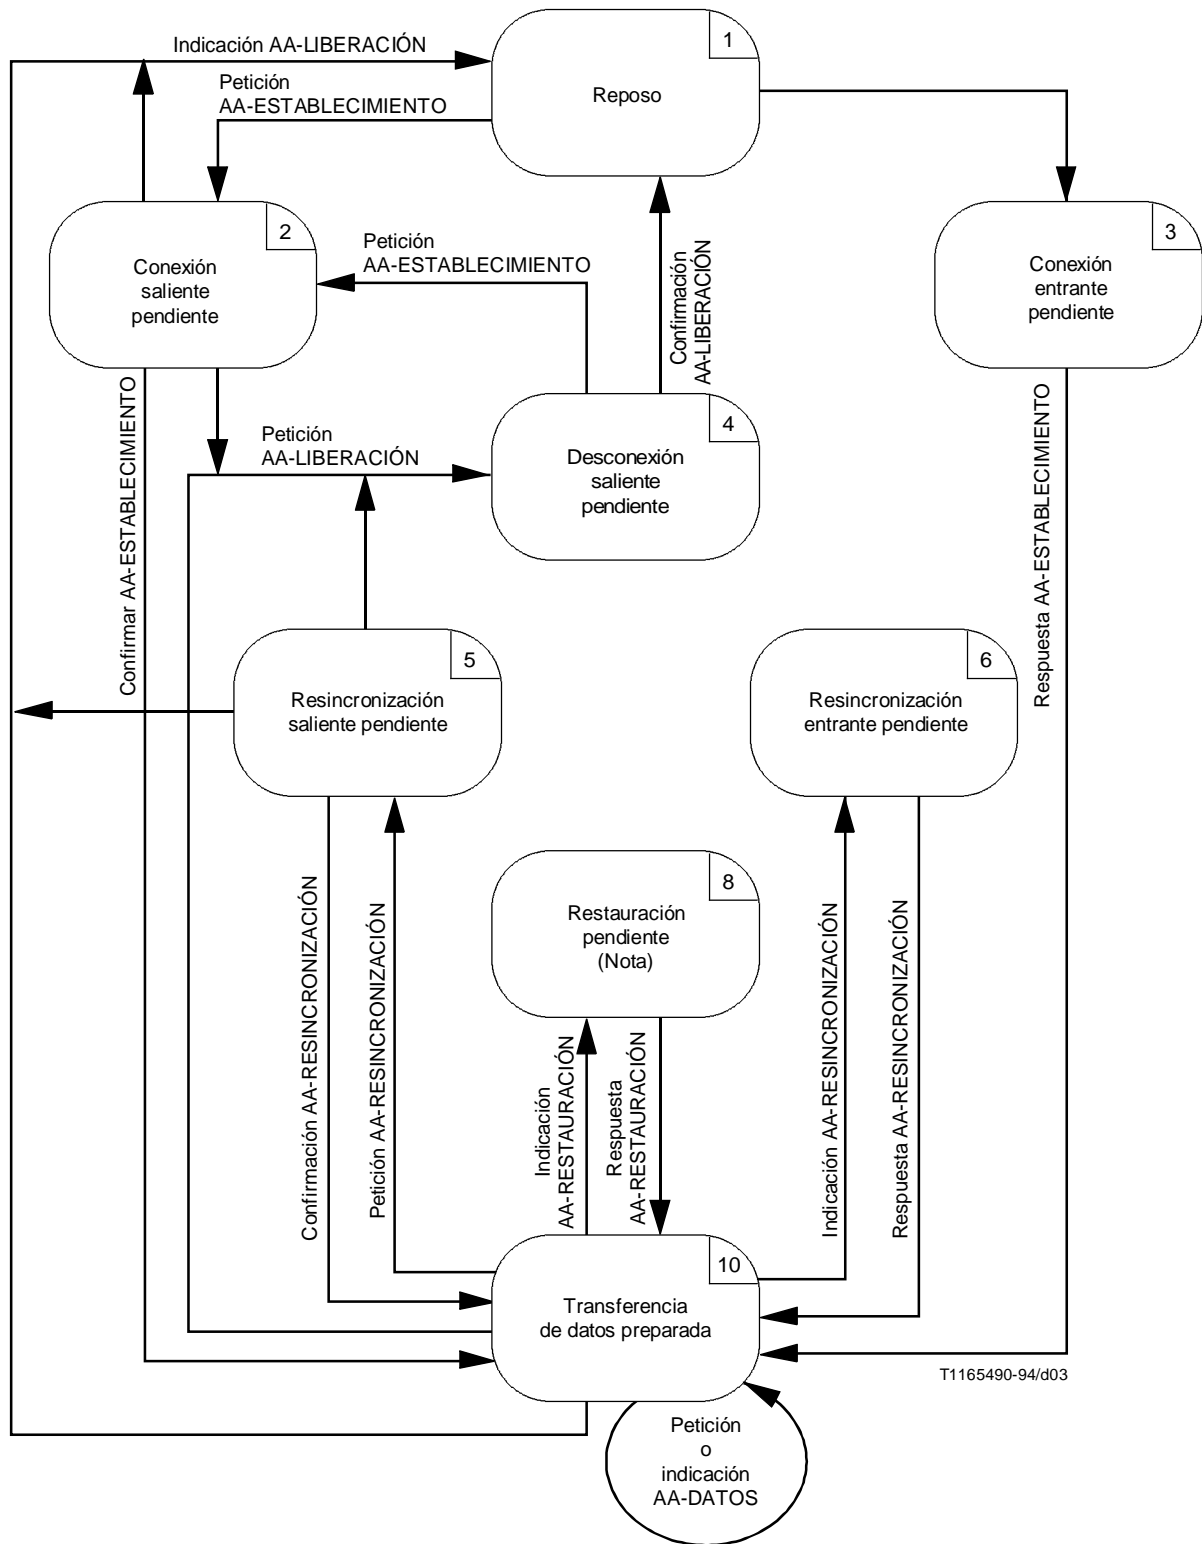 Indicación AA-LIBERACIÓN
1
Reposo
Petición
AA-ESTABLECIMIENTO
2
Conexión
saliente
pendiente
Petición
AA-ESTABLECIMIENTO
Confirmación
AA-LIBERACIÓN
3
Conexión
entrante
pendiente
Confirmar AA-ESTABLECIMIENTO
Petición
AA-LIBERACIÓN
4
Desconexión
saliente
pendiente
Respuesta AA-ESTABLECIMIENTO
5
Resincronización
saliente pendiente
6
Resincronización
entrante pendiente
8
Restauración
pendiente
(Nota)
Confirmación AA-RESINCRONIZACIÓN
Petición AA-RESINCRONIZACIÓN
Indicación
AA-RESTAURACIÓN
Respuesta
AA-RESTAURACIÓN
Indicación AA-RESINCRONIZACIÓN
Respuesta AA-RESINCRONIZACIÓN
10
Transferencia
de datos preparada
T1165490-94/d03
Petición
o
indicación
AA-DATOS